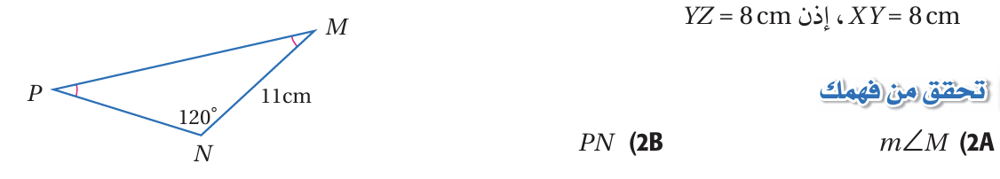 XY = 8 cm ، إذن YZ = 8 cm
M
P
11cm
120°
N
تحقق من فهمك
m∠M (2A
PN (2B